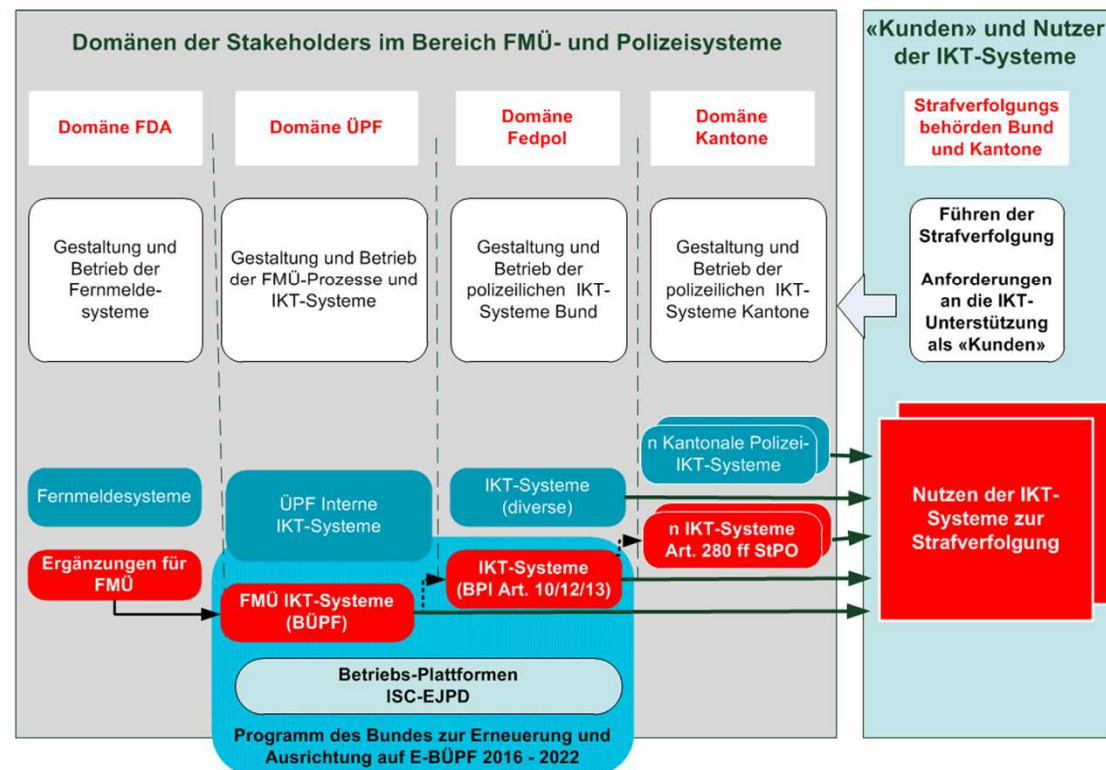 Domänen der Stakeholders im Bereich FMÜ- und Polizeisysteme
«Kunden» und Nutzer
der IKT-Systeme
Domäne FDA
Domäne ÜPF
Domäne
Fedpol
Domäne
Kantone
Strafverfolgungs
behörden Bund
und Kantone
Gestaltung und
Betrieb der
Fernmelde-
systeme
Gestaltung und Betrieb
der FMÜ-Prozesse und
IKT-Systeme
Gestaltung und
Betrieb der
polizeilichen IKT-
Systeme Bund
Gestaltung und
Betrieb der
polizeilichen IKT-
Systeme Kantone
Führen der
Strafverfolgung
Anforderungen
an die IKT-
Unterstützung
als «Kunden»
n Kantonale Polizei-
IKT-Systeme
Fernmeldesysteme
ÜPF Interne
IKT-Systeme
IKT-Systeme
(diverse)
n IKT-Systeme
Art. 280 ff StPO
Nutzen der IKT-
Systeme zur
Strafverfolgung
Ergänzungen für
FMÜ
FMÜ IKT-Systeme
(BÜPF)
IKT-Systeme
(BPI Art. 10/12/13)
Betriebs-Plattformen
ISC-EJPD
Programm des Bundes zur Erneuerung und
Ausrichtung auf E-BÜPF 2016 - 2022